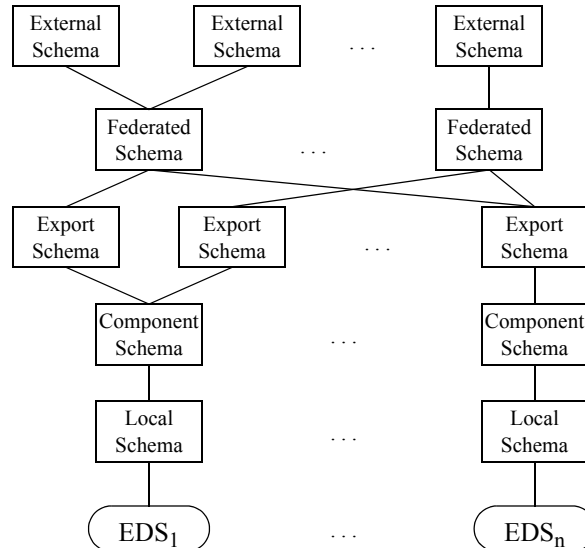 External
Schema
External
Schema
. . .
External
Schema
Federated
Schema
. . .
Federated
Schema
Export
Schema
Export
Schema
. . .
Export
Schema
Component
Schema
. . .
Component
Schema
Local
Schema
. . .
Local
Schema
EDS1
. . .
EDSn